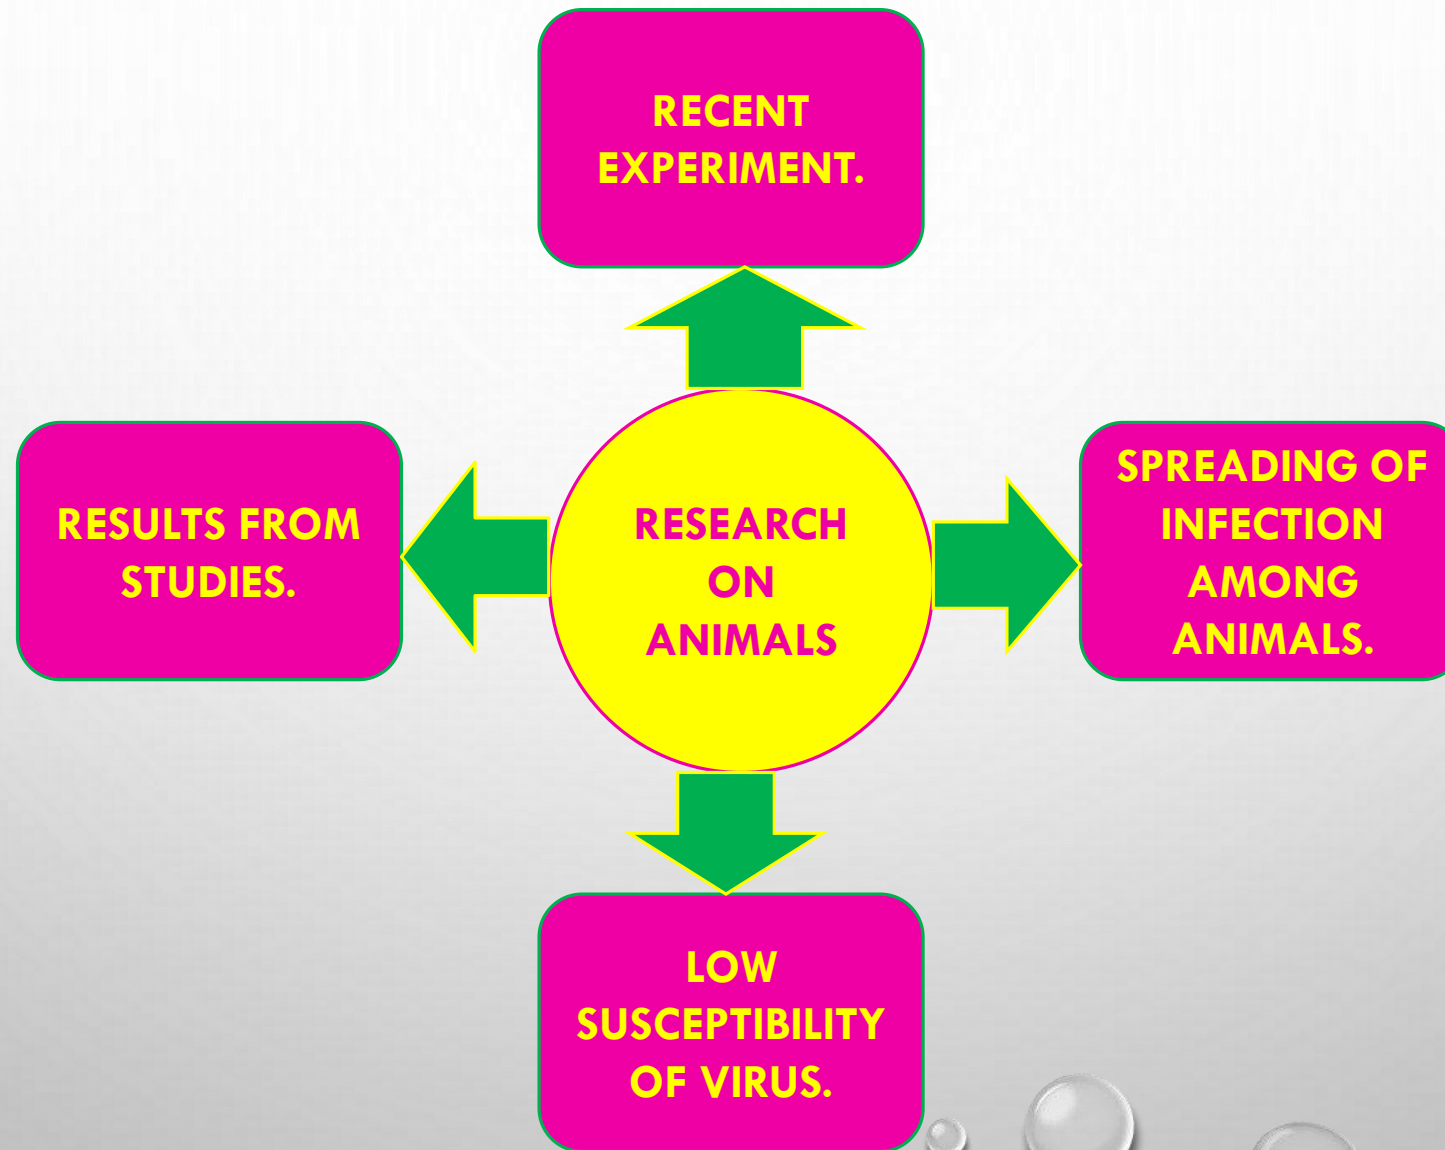 RECENT
EXPERIMENT.
RESULTS FROM
STUDIES.
RESEARCH
ON
ANIMALS
SPREADING OF
INFECTION
AMONG
ANIMALS.
LOW
SUSCEPTIBILITY
OF VIRUS.